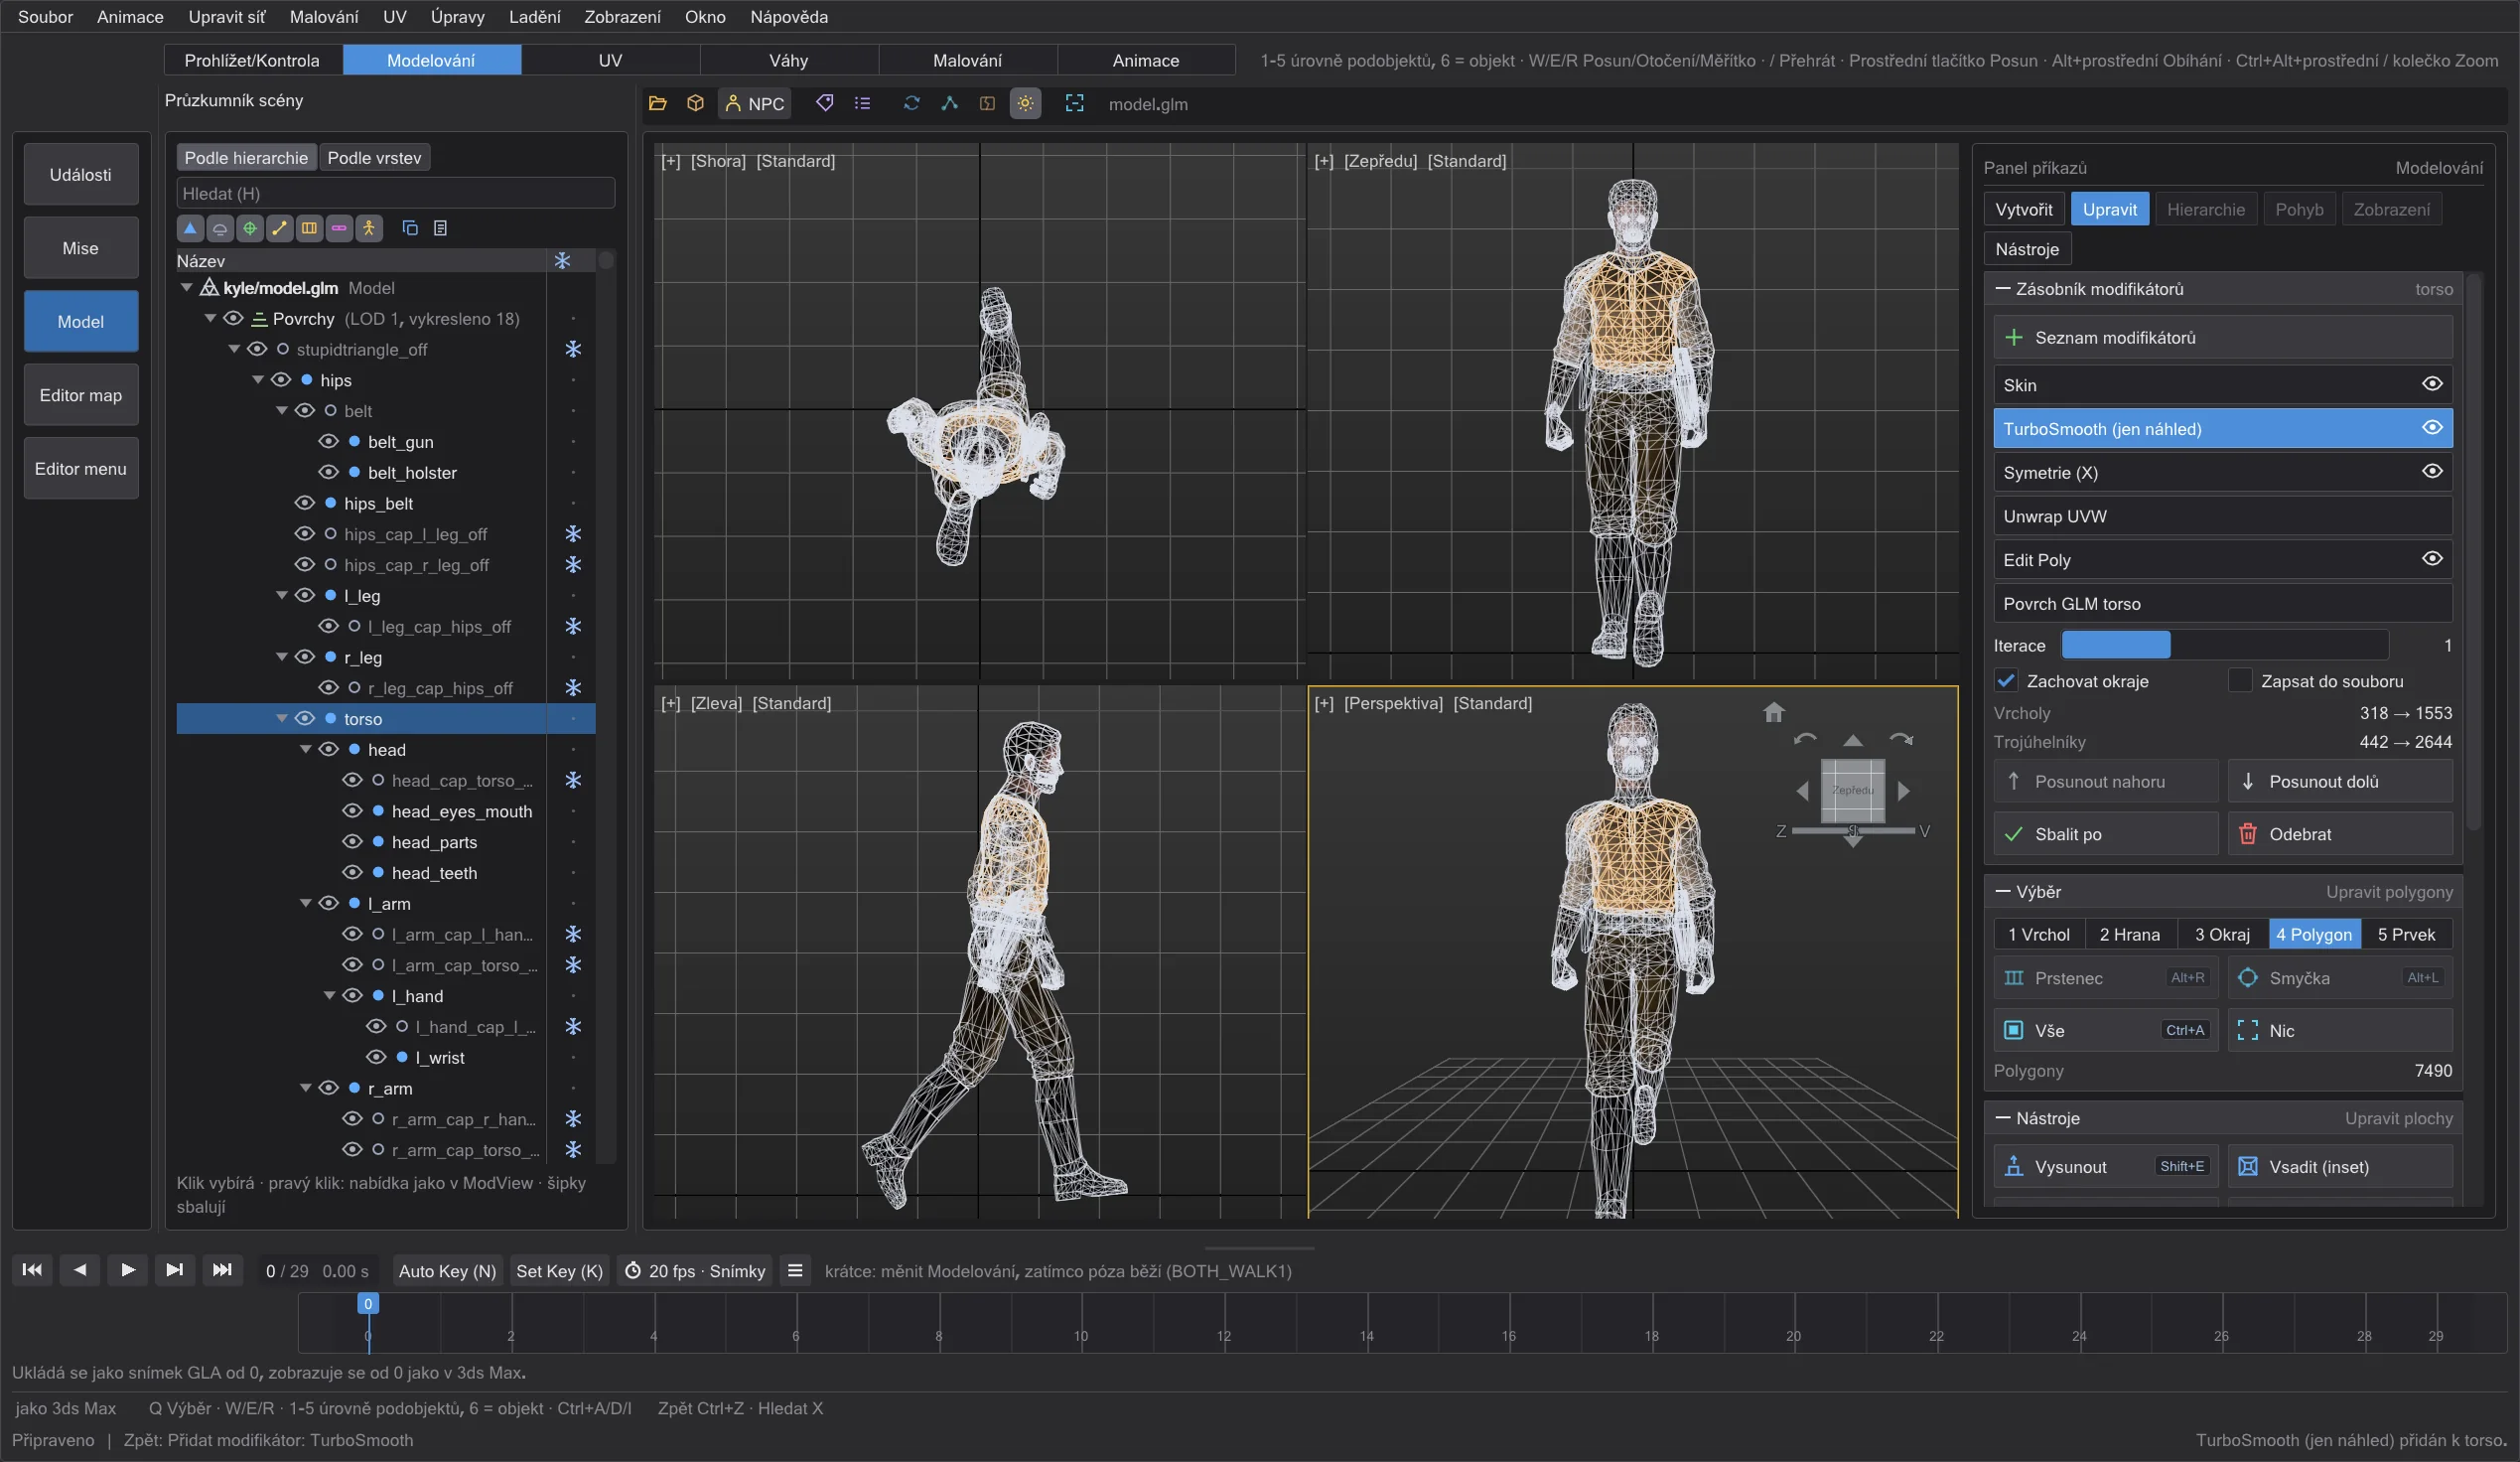 Soubor Animace Upravit síť Malování UV Úpravy Ladění Zobrazení Okno Nápověda
Prohlížet/Kontrola Modelování UV Váhy Malování Animace 1-5 úrovně podobjektů, 6 = objekt · W/E/R Posun/Otočení/Měřítko · / Přehrát · Prostřední tlačítko Posun · Alt+prostřední Obíhání · Ctrl+Alt+prostřední / kolečko Zoom
Průzkumník scény
NPC model.glm
Události
Mise
Model
Editor map
Editor menu
Podle hierarchie Podle vrstev
Hledat (H)
Název
kyle/model.glm Model
Povrchy (LOD 1, vykresleno 18)
stupidtriangle_off
hips
belt
belt_gun
belt_holster
hips_belt
hips_cap_l_leg_off
hips_cap_r_leg_off
l_leg
l_leg_cap_hips_off
r_leg
r_leg_cap_hips_off
torso
head
head_cap_torso_...
head_eyes_mouth
head_parts
head_teeth
l_arm
l_arm_cap_l_han...
l_arm_cap_torso_...
l_hand
l_hand_cap_l_...
l_wrist
r_arm
r_arm_cap_r_han...
r_arm_cap_torso_...
Klik vybírá · pravý klik: nabídka jako v ModView · šipky
sbalují
[+] [Shora] [Standard]
[+] [Zepředu] [Standard]
[+] [Zleva] [Standard]
[+] [Perspektiva] [Standard]
Zepředu
Z V
Panel příkazů Modelování
Vytvořit Upravit Hierarchie Pohyb Zobrazení
Nástroje
Zásobník modifikátorů torso
Seznam modifikátorů
Skin
TurboSmooth (jen náhled)
Symetrie (X)
Unwrap UVW
Edit Poly
Povrch GLM torso
Iterace 1
Zachovat okraje Zapsat do souboru
Vrcholy 318 → 1553
Trojúhelníky 442 → 2644
Posunout nahoru Posunout dolů
Sbalit po Odebrat
Výběr Upravit polygony
1 Vrchol 2 Hrana 3 Okraj 4 Polygon 5 Prvek
Prstenec Alt+R Smyčka Alt+L
Vše Ctrl+A Nic
Polygony 7490
Nástroje Upravit plochy
Vysunout Shift+E Vsadit (inset)
0 / 29 0.00 s Auto Key (N) Set Key (K) 20 fps · Snímky krátce: měnit Modelování, zatímco póza běží (BOTH_WALK1)
0
0 2 4 6 8 10 12 14 16 18 20 22 24 26 28 29
Ukládá se jako snímek GLA od 0, zobrazuje se od 0 jako v 3ds Max.
jako 3ds Max Q Výběr · W/E/R · 1-5 úrovně podobjektů, 6 = objekt · Ctrl+A/D/I Zpět Ctrl+Z · Hledat X
Připraveno | Zpět: Přidat modifikátor: TurboSmooth TurboSmooth (jen náhled) přidán k torso.